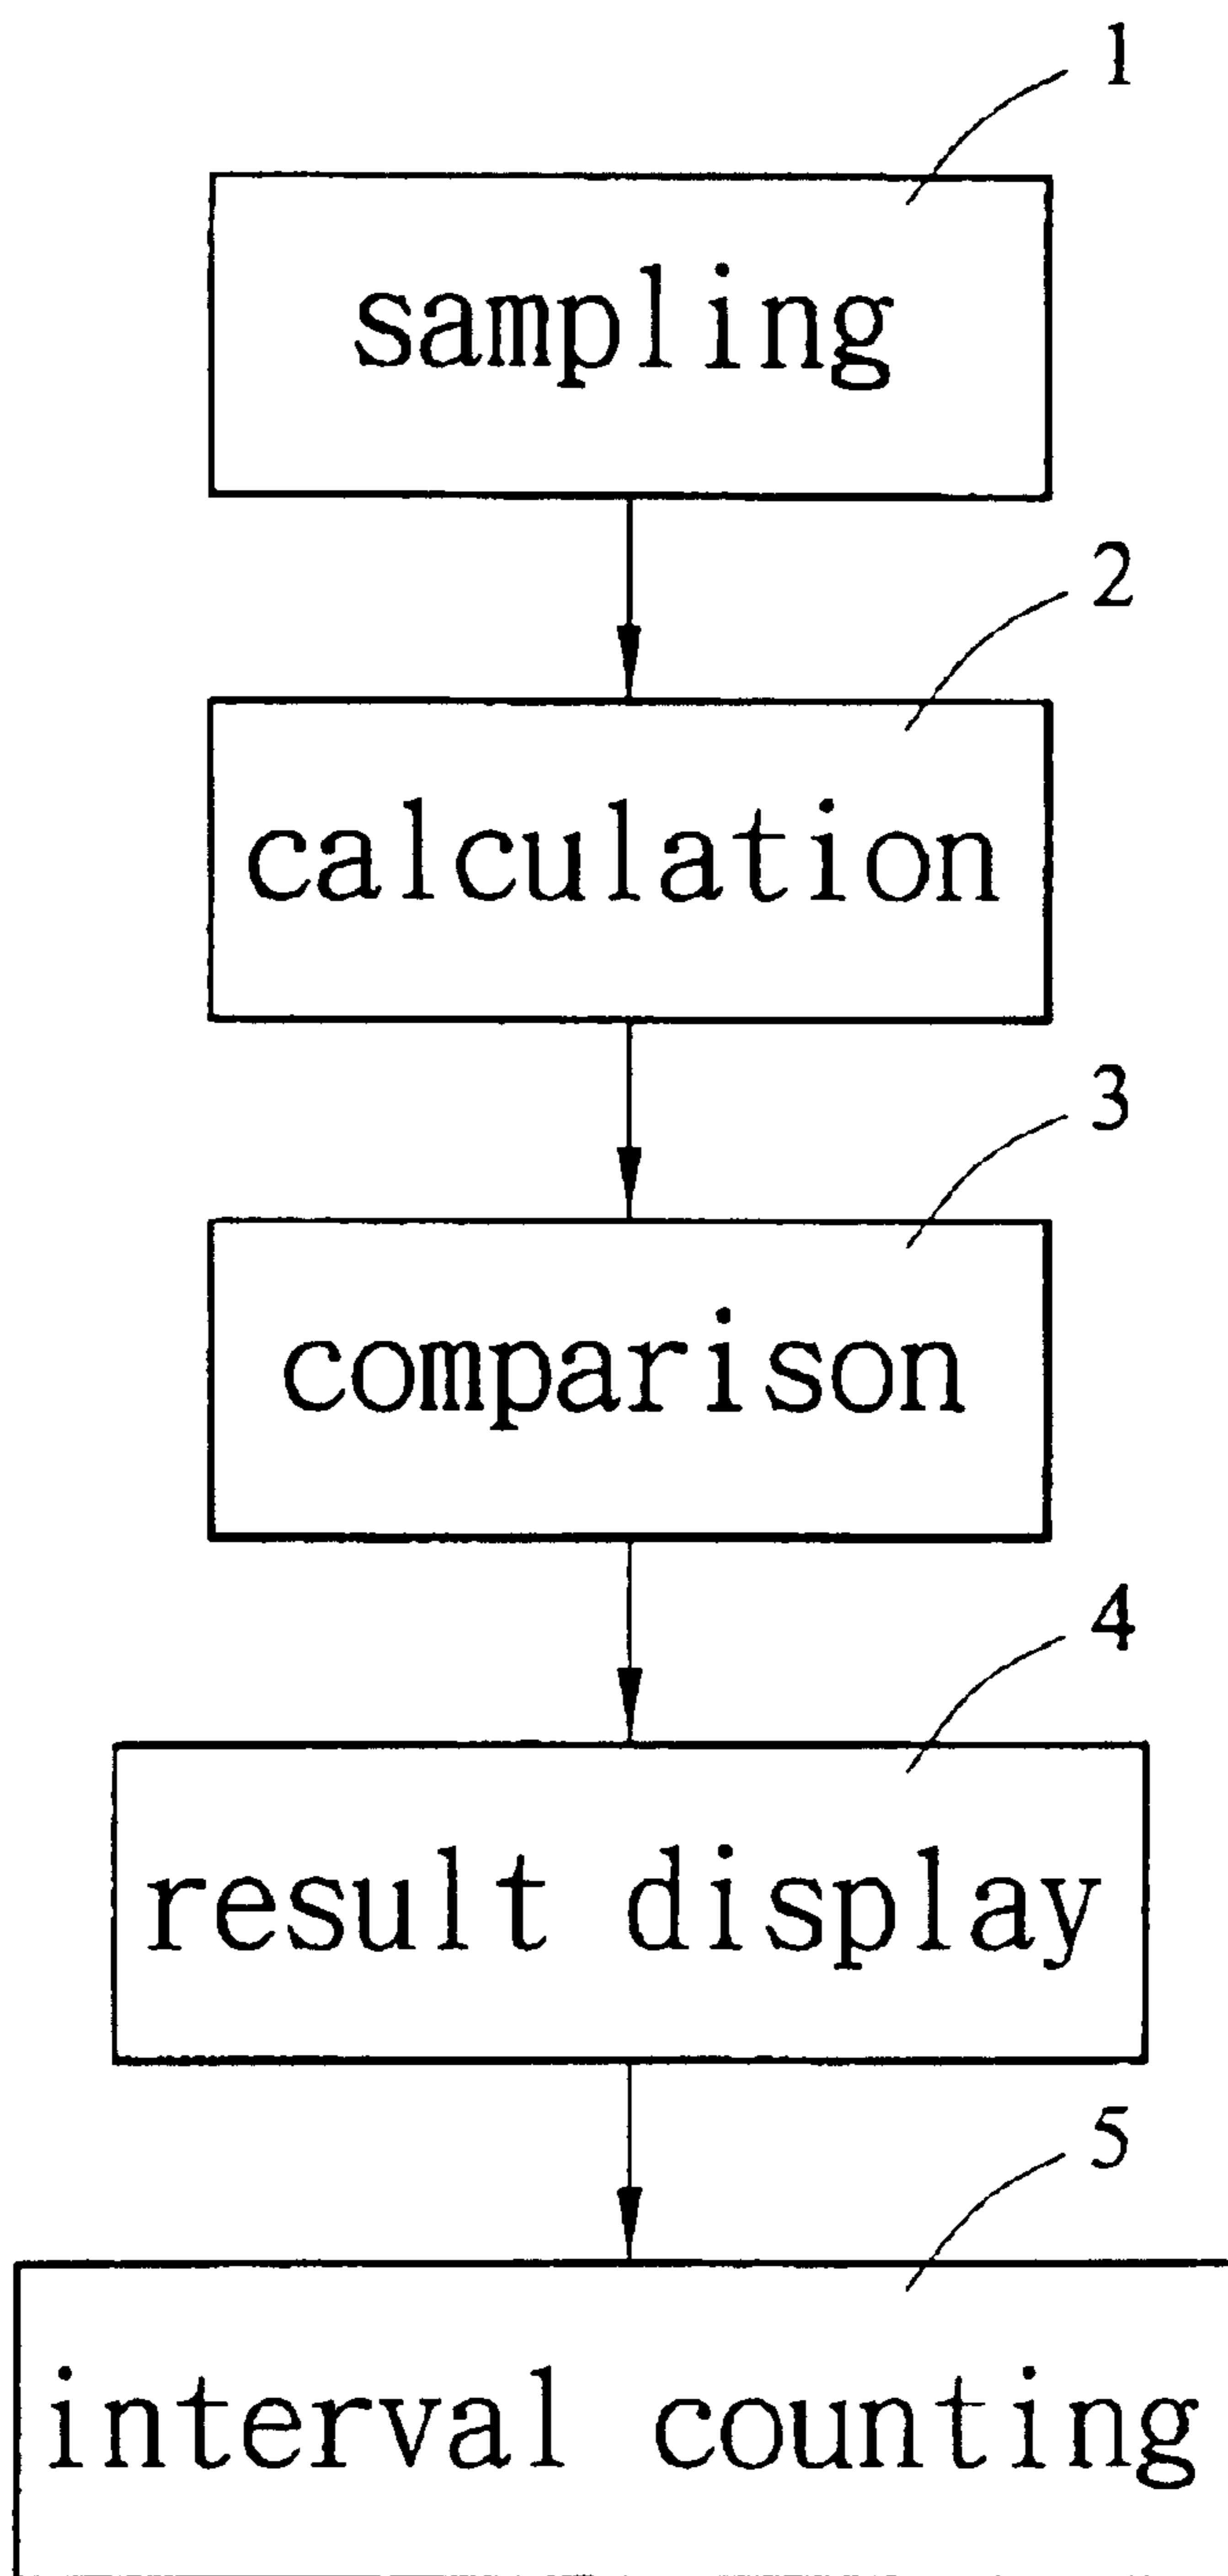 1
sampling
2
calculation
3
comparison
4
result display
5
interval counting